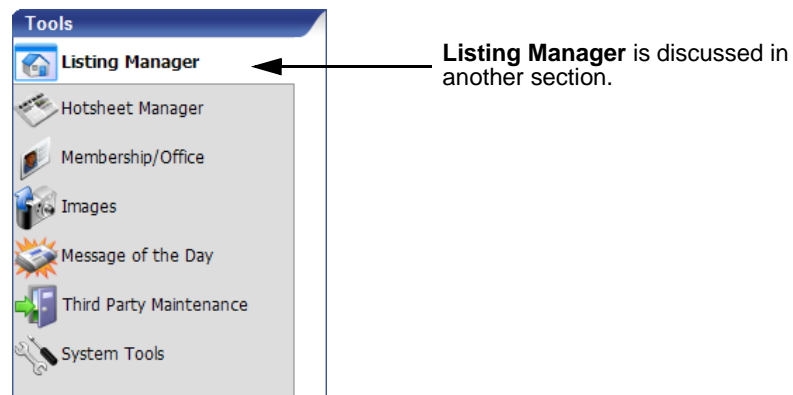 Tools
Listing Manager
Listing Manager is discussed in
another section.
Hotsheet Manager
Membership/Office
Images
Message of the Day
Third Party Maintenance
System Tools